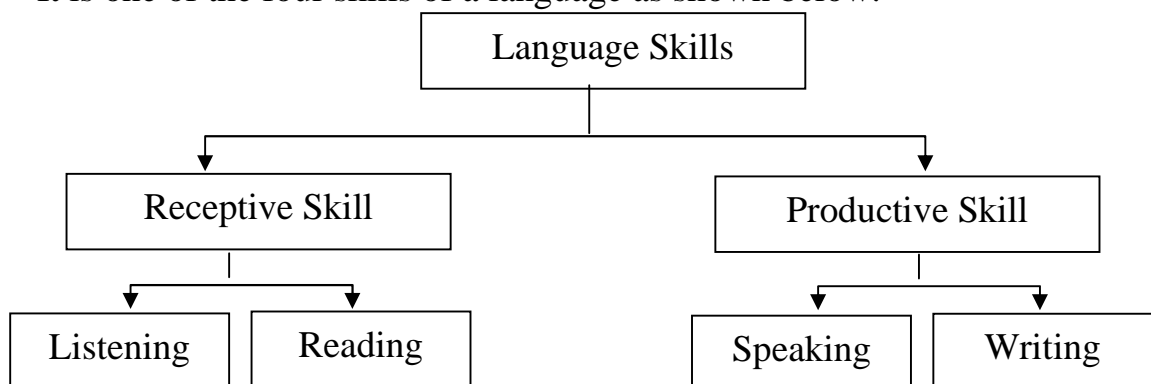 It is one of the four skills of a language as shown below:
Language Skills
Receptive Skill
Productive Skill
Listening
Reading
Speaking
Writing